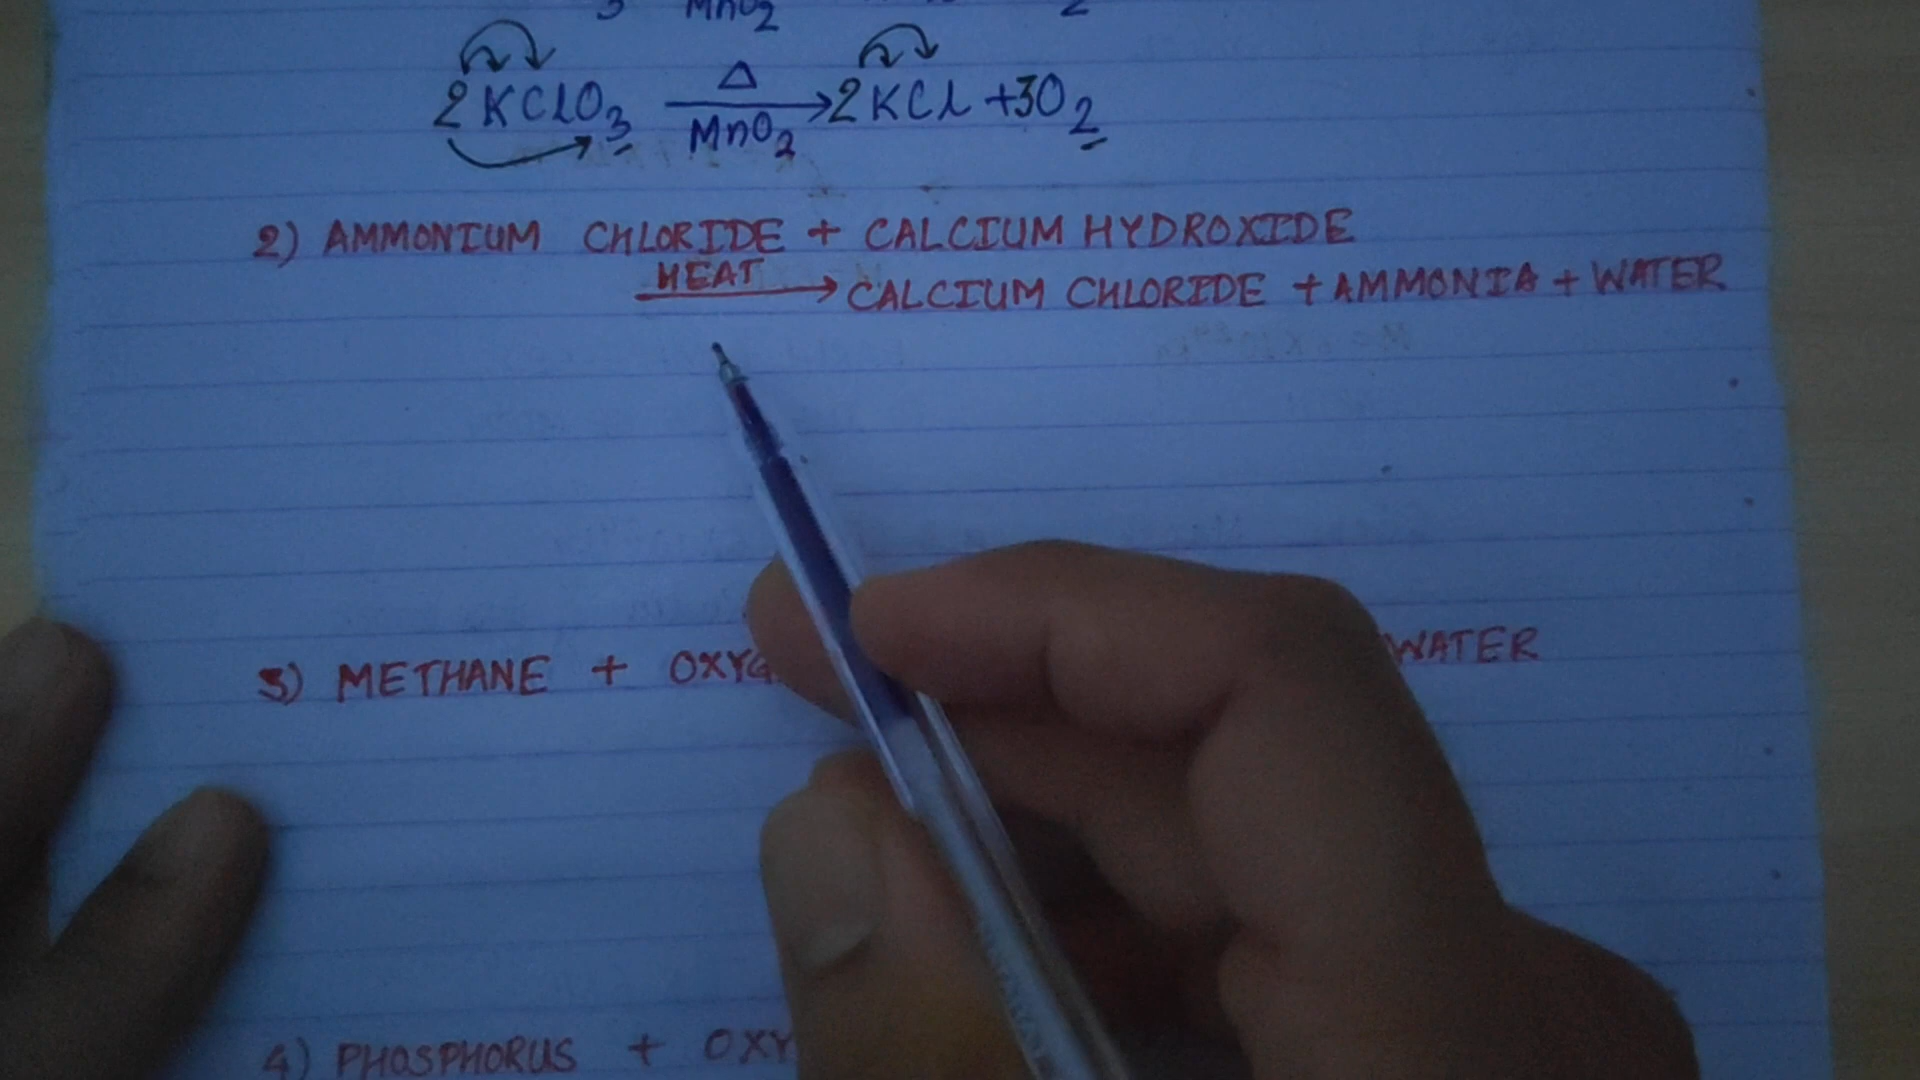 MnO2
2KClO3 Δ MnO2 → 2KCl + 3O2
2) AMMONIUM CHLORIDE + CALCIUM HYDROXIDE
HEAT → CALCIUM CHLORIDE + AMMONIA + WATER
3) METHANE + OXYG WATER
4) PHOSPHORUS + OXY